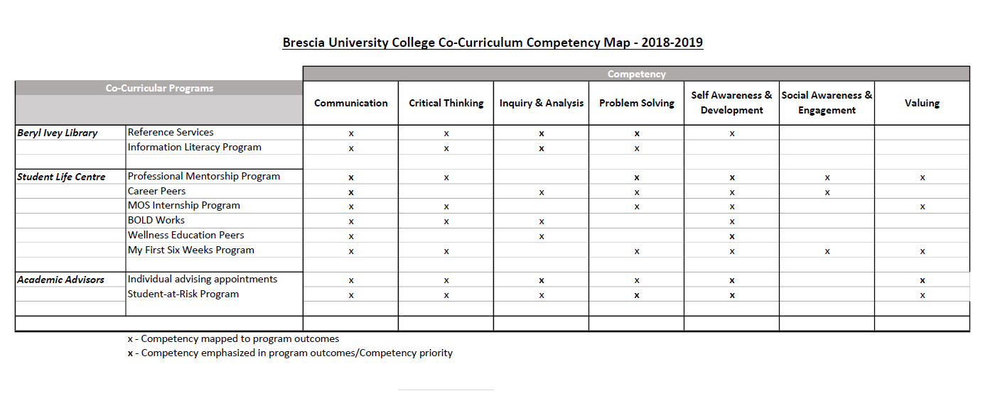 Brescia University College Co-Curriculum Competency Map - 2018-2019
Competency
Co-Curricular Programs
Communication Critical Thinking Inquiry & Analysis Problem Solving Self Awareness & Development Social Awareness & Engagement Valuing
Beryl Ivey Library Reference Services x x x x x
Information Literacy Program x x x x
Student Life Centre Professional Mentorship Program x x x x x x
Career Peers x x x x x
MOS Internship Program x x x x x
BOLD Works x x x x
Wellness Education Peers x x x
My First Six Weeks Program x x x x x x
Academic Advisors Individual advising appointments x x x x x x
Student-at-Risk Program x x x x x x
x - Competency mapped to program outcomes
x - Competency emphasized in program outcomes/Competency priority